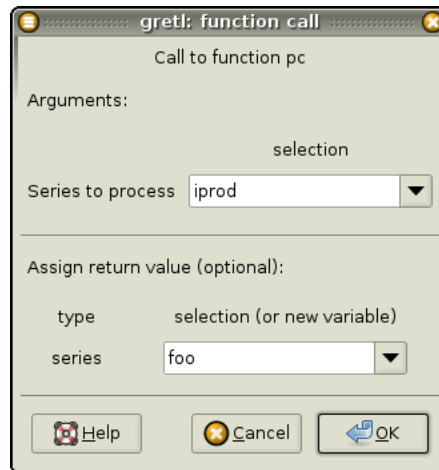 gretl: function call
Call to function pc
Arguments:
selection
Series to process iprod
Assign return value (optional):
type selection (or new variable)
series foo
Help Cancel OK